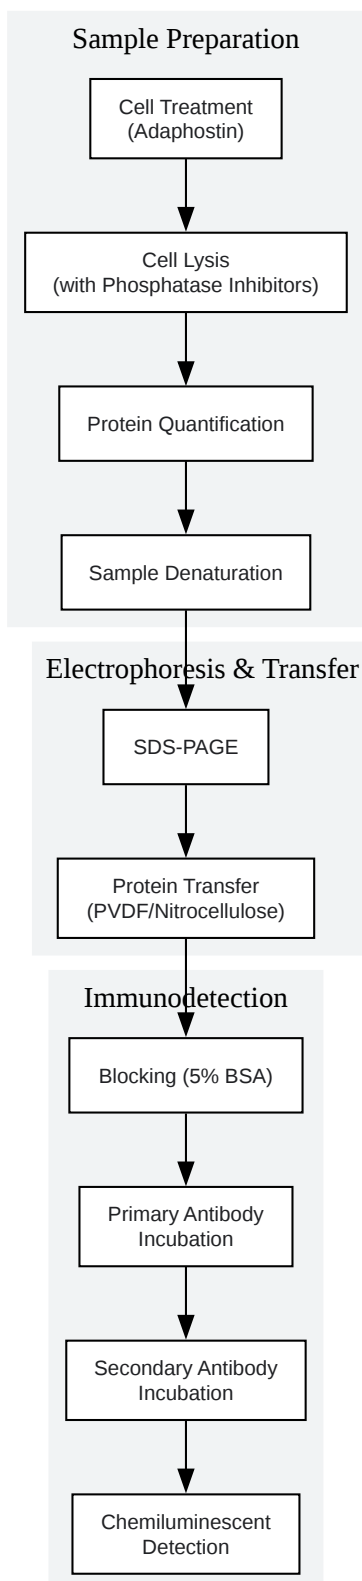 Sample Preparation
Cell Treatment
(Adaphostin)
Cell Lysis
(with Phosphatase Inhibitors)
Protein Quantification
Sample Denaturation
Electrophoresis & Transfer
SDS-PAGE
Protein Transfer
(PVDF/Nitrocellulose)
Immunodetection
Blocking (5% BSA)
Primary Antibody
Incubation
Secondary Antibody
Incubation
Chemiluminescent
Detection